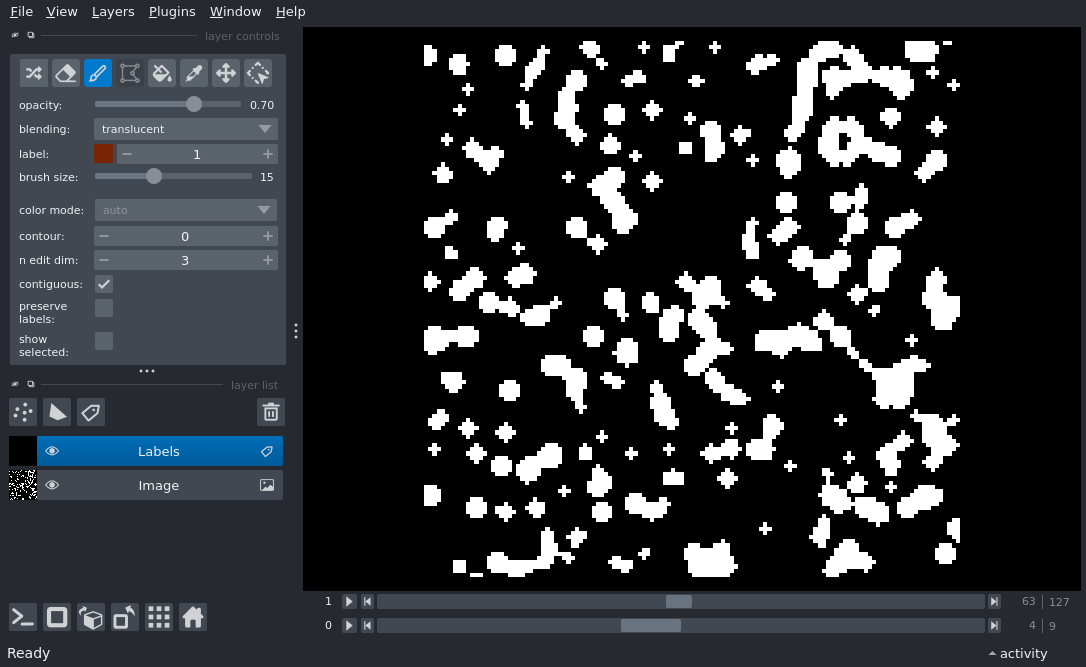 File View Layers Plugins Window Help
layer controls
opacity: 0.70
blending: translucent
label: 1
brush size: 15
color mode: auto
contour: 0
n edit dim: 3
contiguous:
preserve
labels:
show
selected:
layer list
Labels
Image
1 63 127
0 4 9
Ready activity